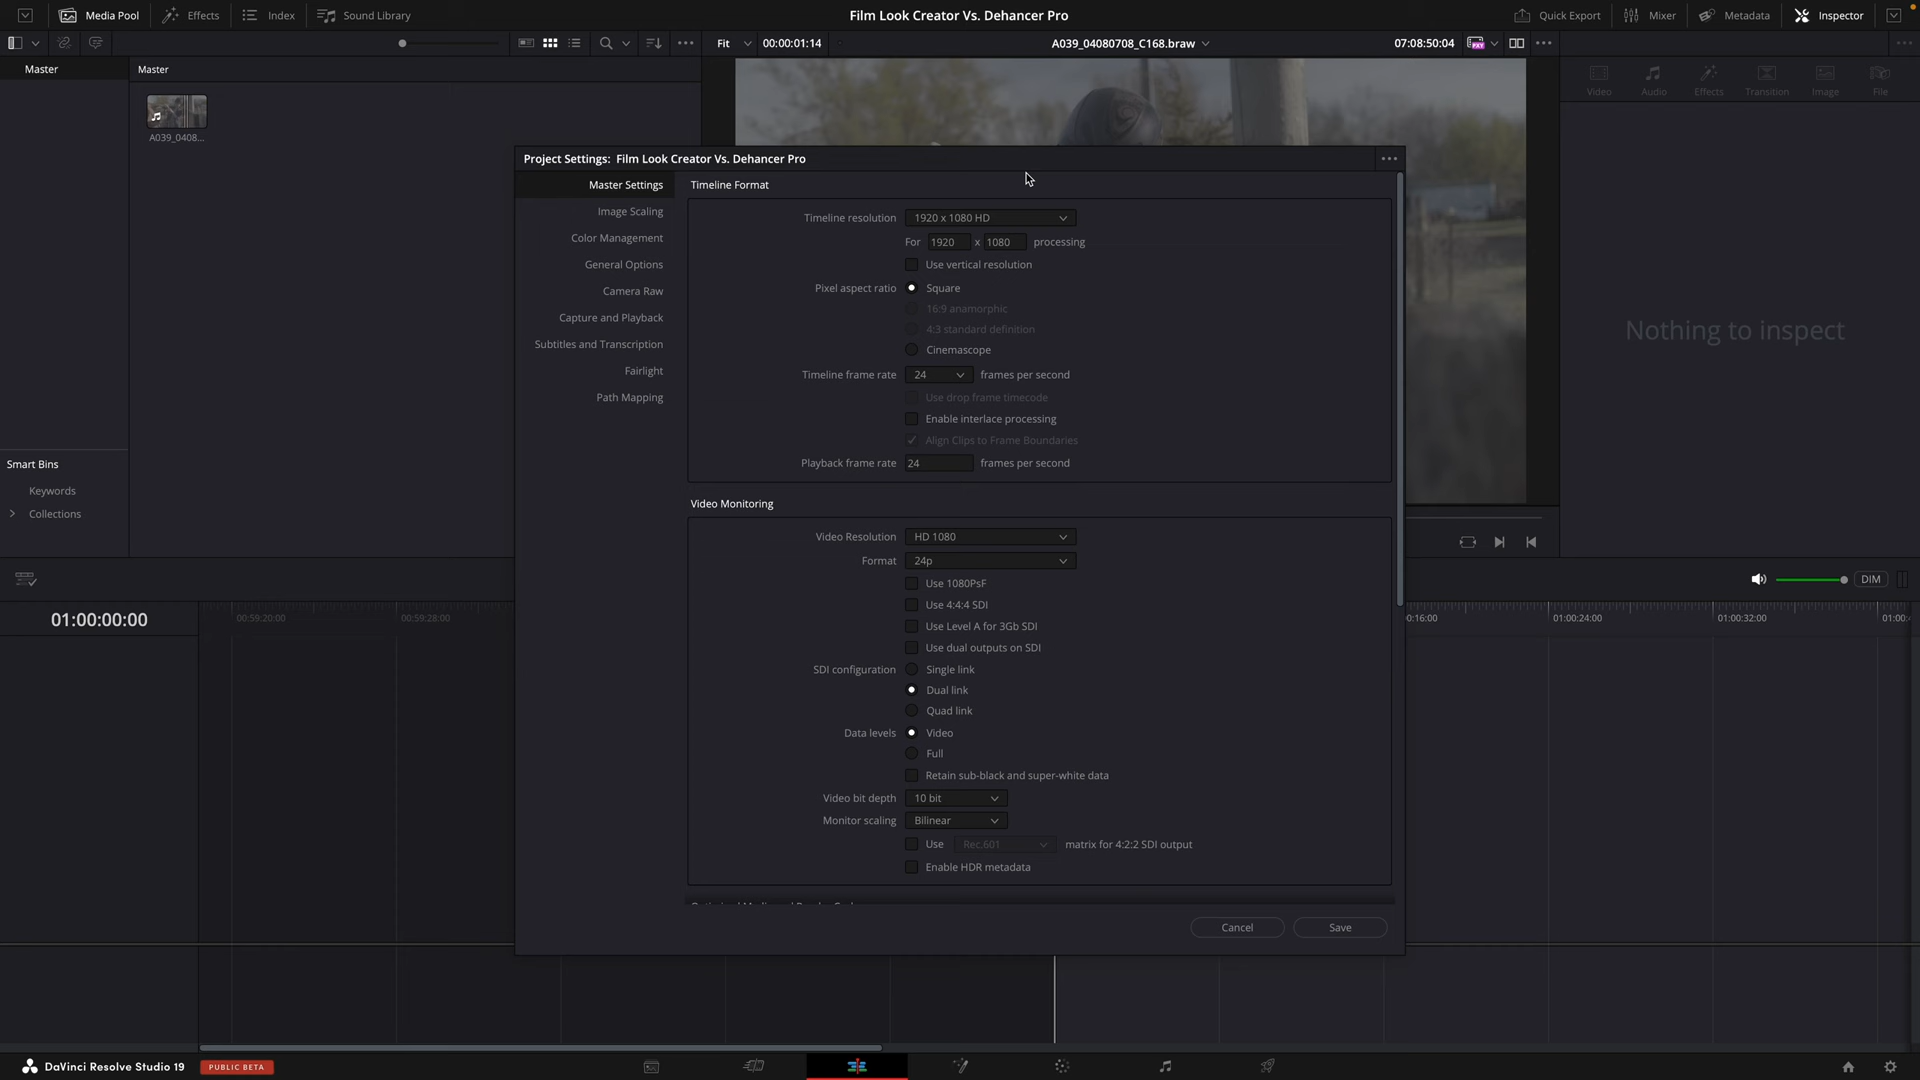 Media Pool
Effects
Index
Sound Library
Film Look Creator Vs. Dehancer Pro
Quick Export
Mixer
Metadata
Inspector
Fit
00:00:01:14
A039_04080708_C168.braw
07:08:50:04
Master
Master
Video
Audio
Effects
Transition
Image
File
A039_0408...
Project Settings: Film Look Creator Vs. Dehancer Pro
Master Settings
Image Scaling
Color Management
General Options
Camera Raw
Capture and Playback
Subtitles and Transcription
Fairlight
Path Mapping
Timeline Format
Timeline resolution 1920 x 1080 HD
For 1920 x 1080 processing
Use vertical resolution
Pixel aspect ratio Square
16:9 anamorphic
4:3 standard definition
Cinemascope
Timeline frame rate 24 frames per second
Use drop frame timecode
Enable interlace processing
Align Clips to Frame Boundaries
Playback frame rate 24 frames per second
Video Monitoring
Video Resolution HD 1080
Format 24p
Use 1080PsF
Use 4:4:4 SDI
Use Level A for 3Gb SDI
Use dual outputs on SDI
SDI configuration Single link
Dual link
Quad link
Data levels Video
Full
Retain sub-black and super-white data
Video bit depth 10 bit
Monitor scaling Bilinear
Use Rec.601 matrix for 4:2:2 SDI output
Enable HDR metadata
Cancel
Save
Nothing to inspect
Smart Bins
Keywords
Collections
DIM
01:00:00:00
00:59:20:00
00:59:28:00
0:16:00
01:00:24:00
01:00:32:00
01:00:4
DaVinci Resolve Studio 19
PUBLIC BETA